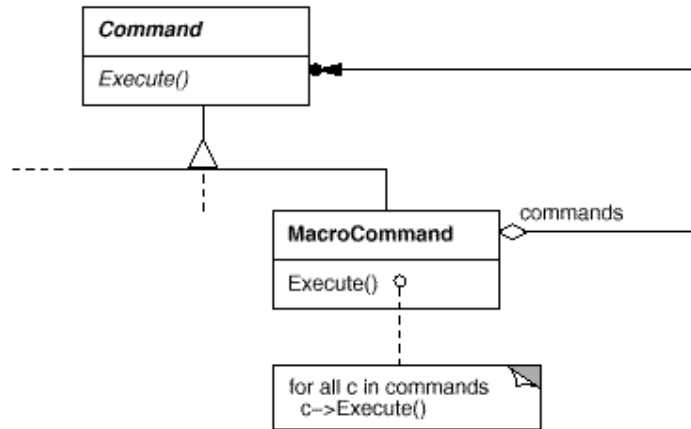 Command
Execute()
commands
MacroCommand
Execute()
for all c in commands
c->Execute()